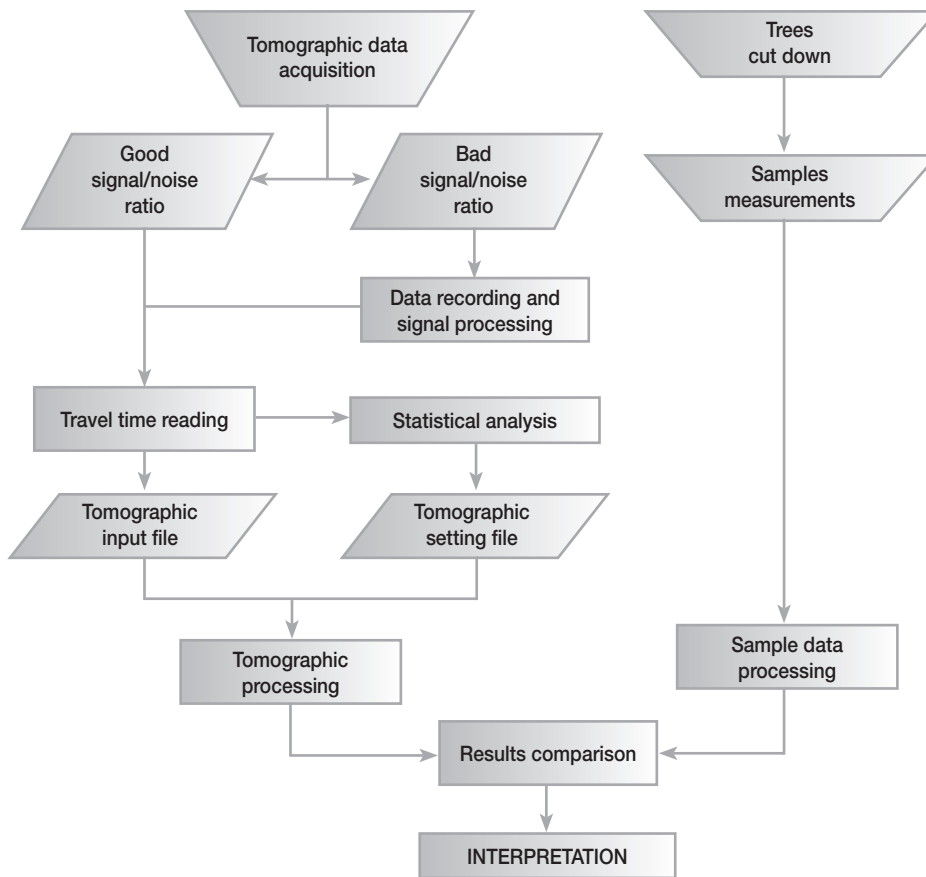 Tomographic data
acquisition
Trees
cut down
Good
signal/noise
ratio
Bad
signal/noise
ratio
Samples
measurements
Data recording and
signal processing
Travel time reading
Statistical analysis
Tomographic
input file
Tomographic
setting file
Tomographic
processing
Sample data
processing
Results comparison
INTERPRETATION